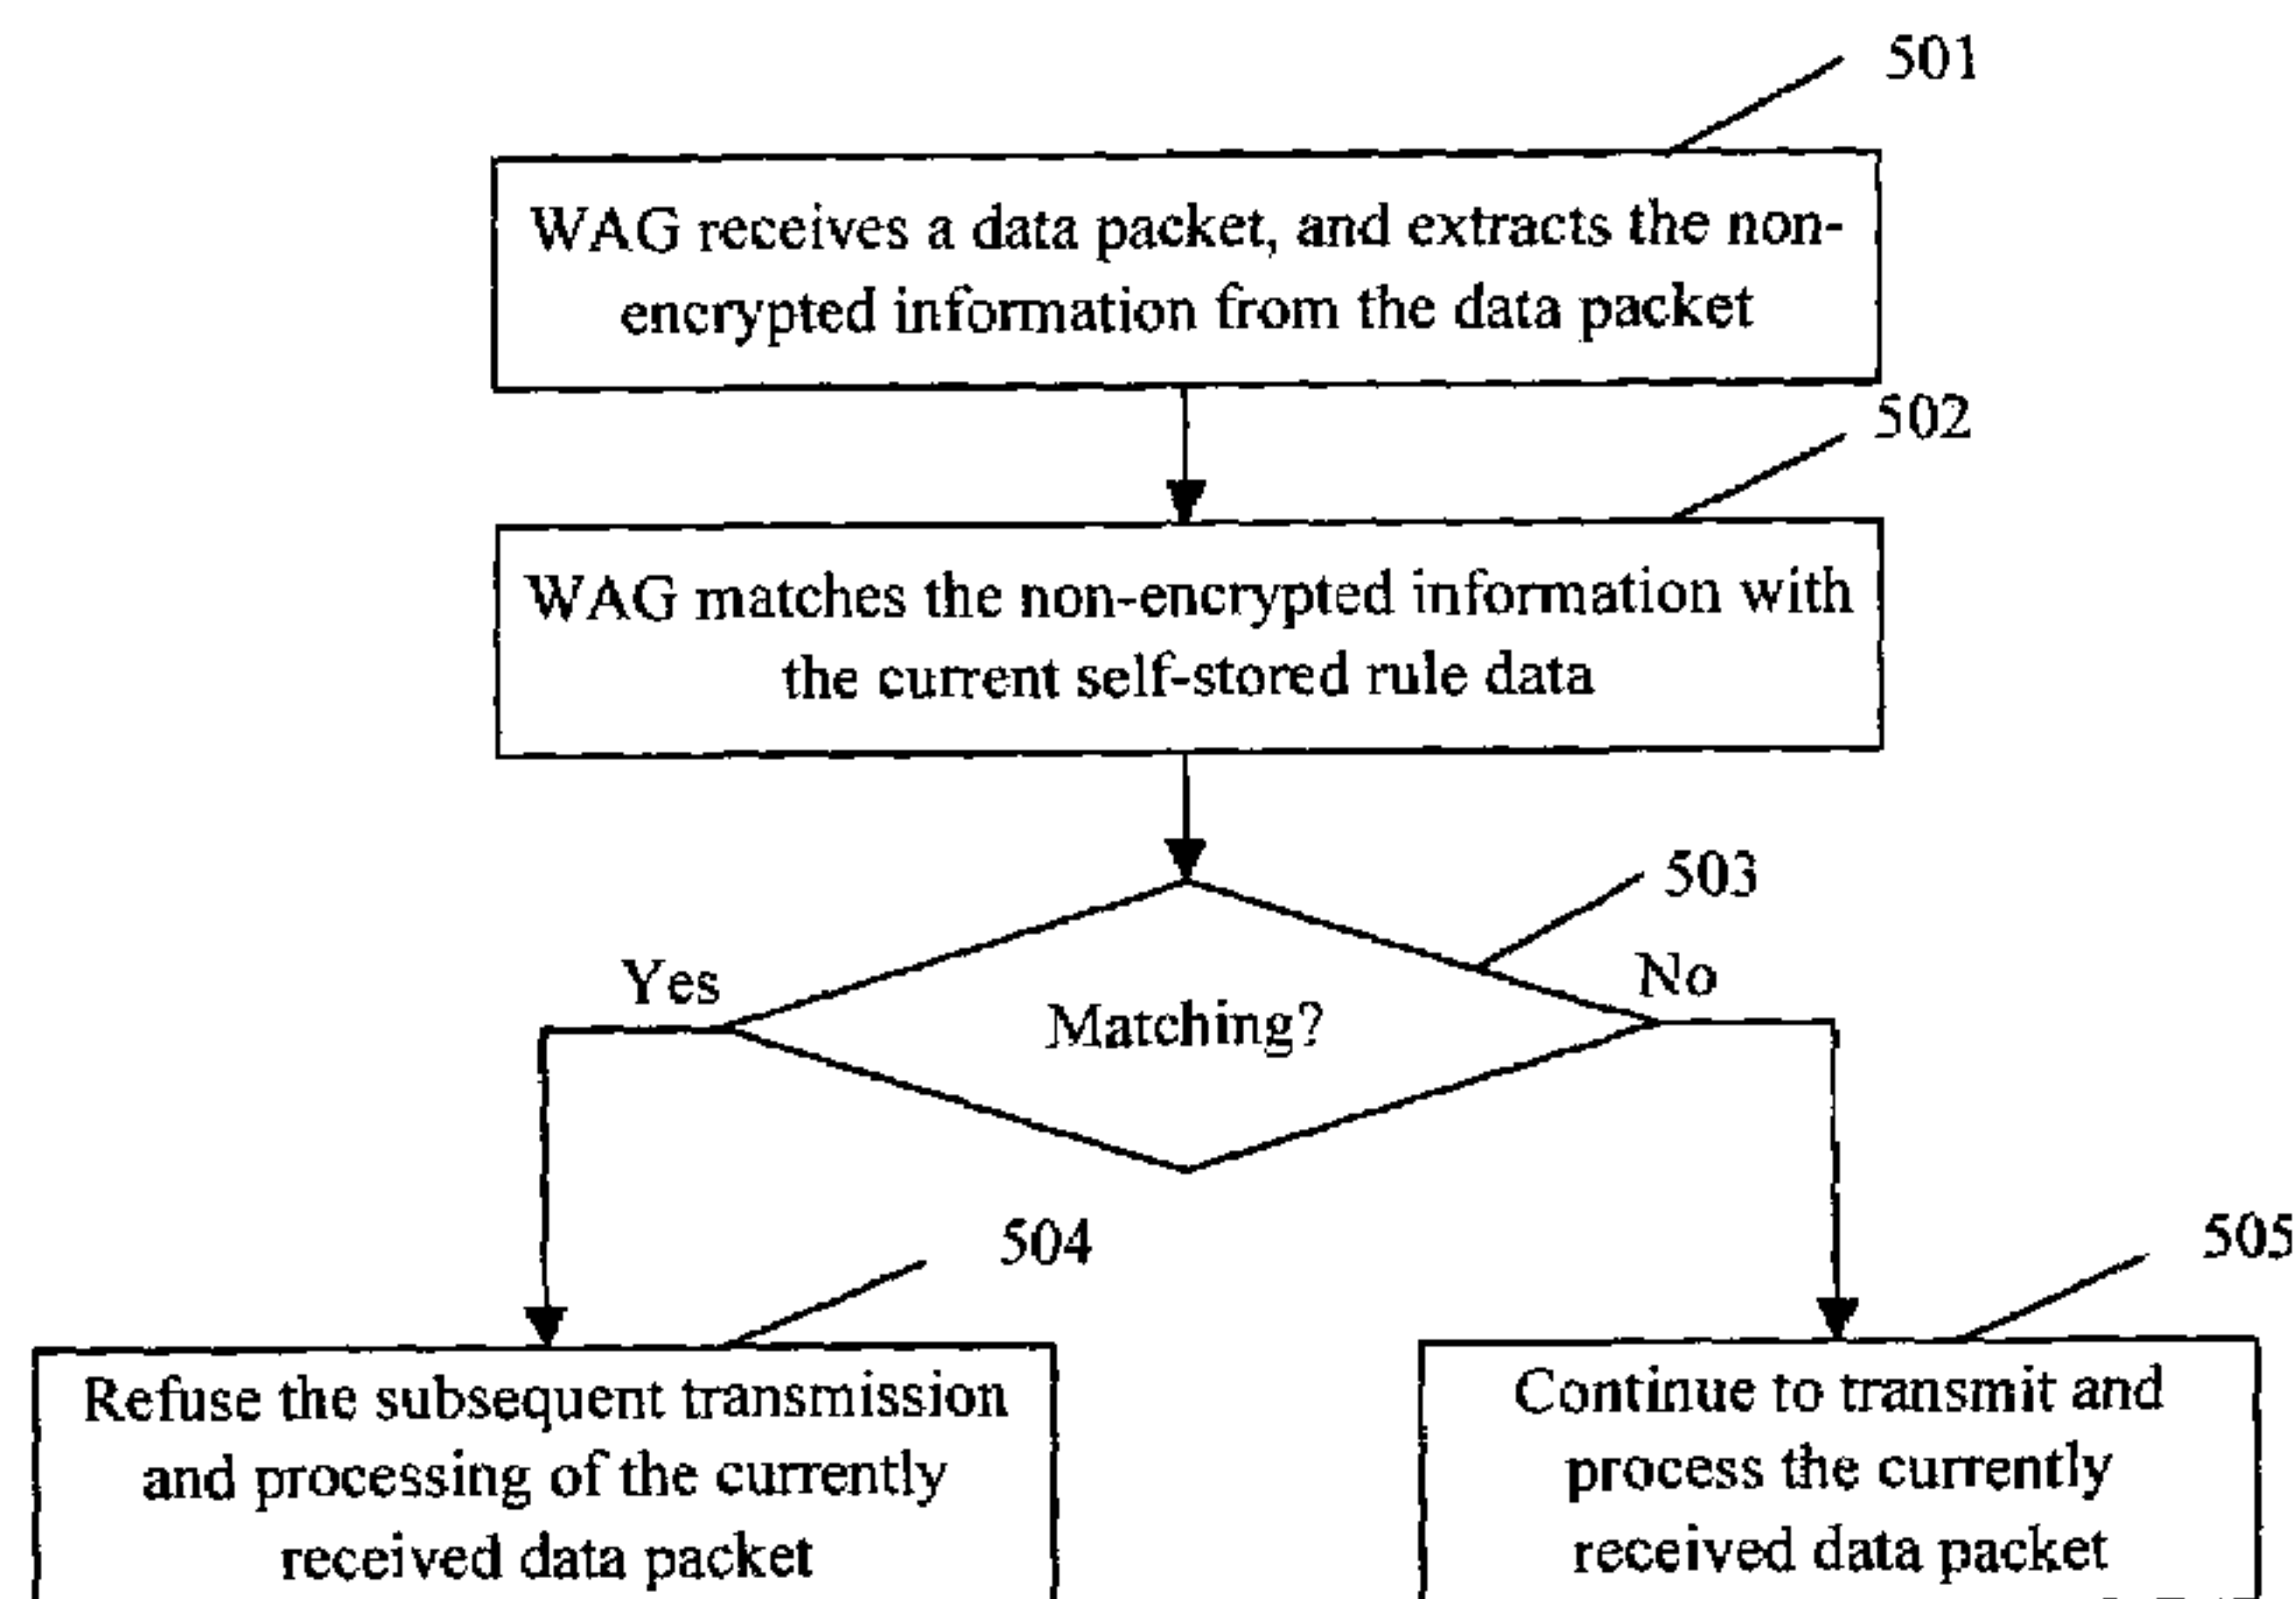 501
WAG receives a data packet, and extracts the non-
encrypted information from the data packet
502
WAG matches the non-encrypted information with
the current self-stored rule data
503
Yes
No
Matching?
504
505
Refuse the subsequent transmission
and processing of the currently
received data packet
Continue to transmit and
process the currently
received data packet